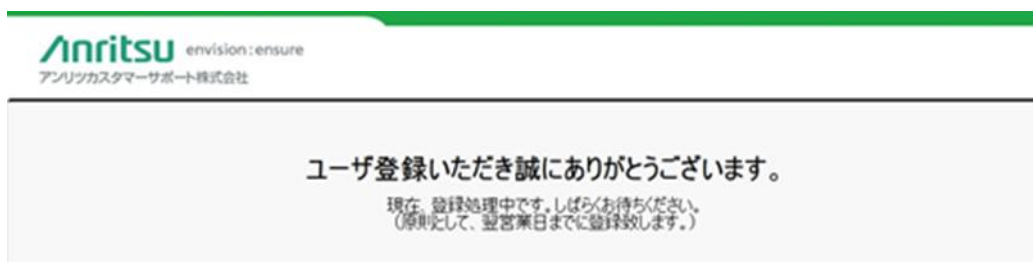 Anritsu envision:ensure
アンリツカスタマーサポート株式会社
ユーザ登録いただき誠にありがとうございます。
現在、登録処理中です。しばらくお待ちください。
(原則として、翌営業日までに登録致します。)